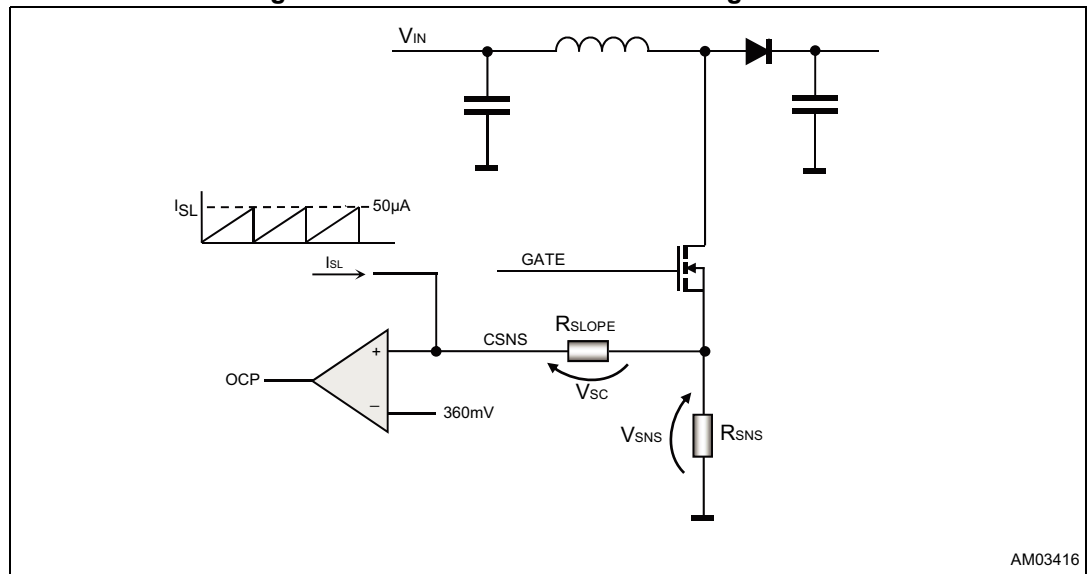 VIN
ISL
50µA
ISL
GATE
RSLOPE
CSNS
+
OCP
VSC
–
360mV
VSNS
RSNS
AM03416